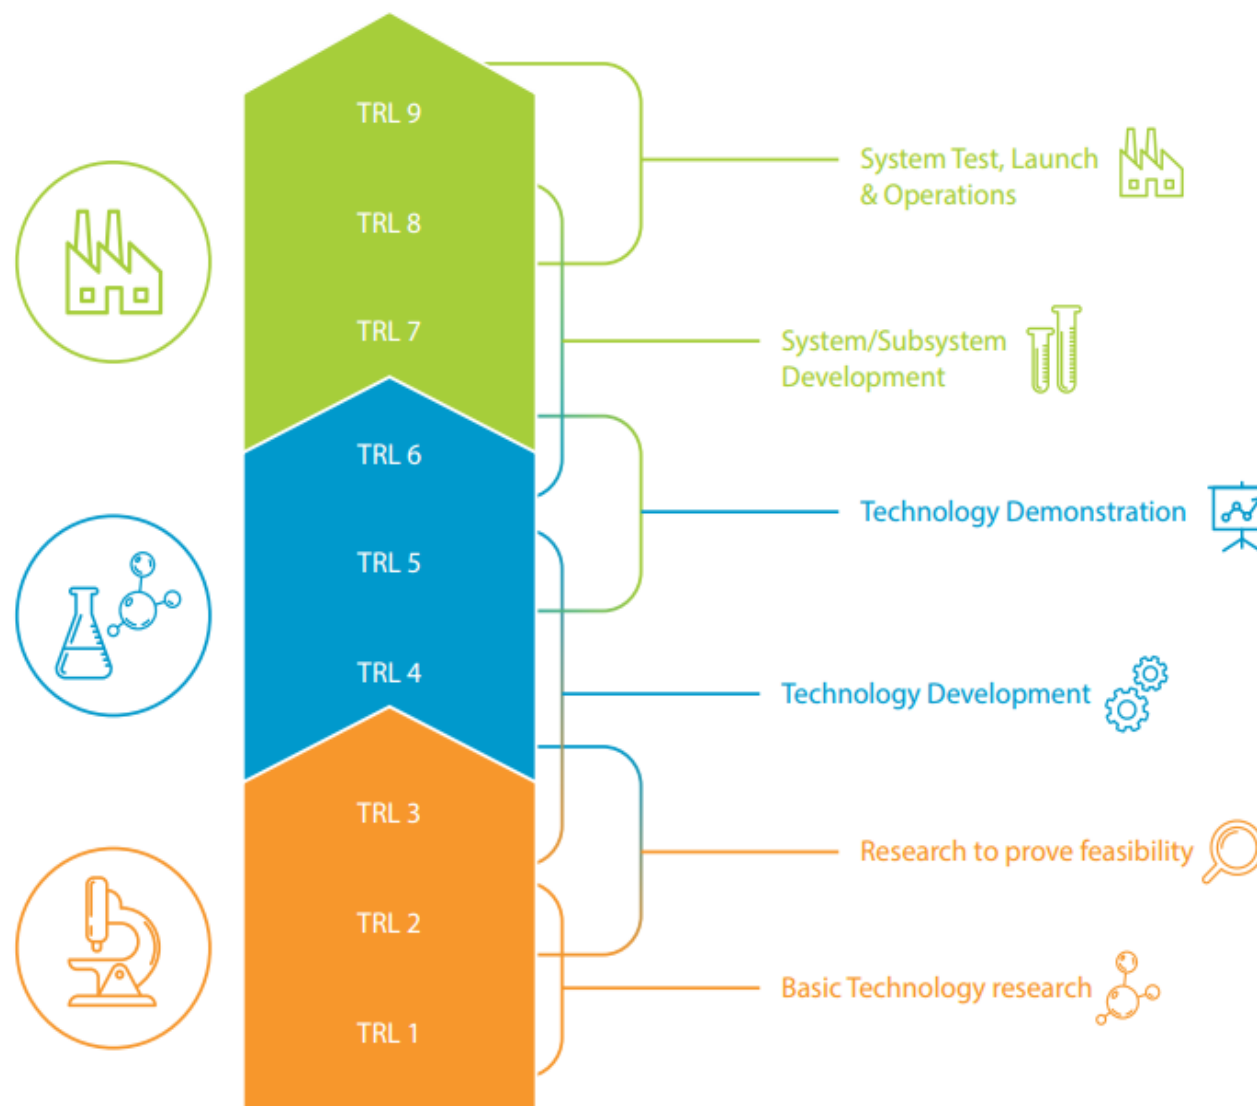 TRL 9
TRL 8
TRL 7
TRL 6
TRL 5
TRL 4
TRL 3
TRL 2
TRL 1
System Test, Launch
& Operations
System/Subsystem
Development
Technology Demonstration
Technology Development
Research to prove feasibility
Basic Technology research